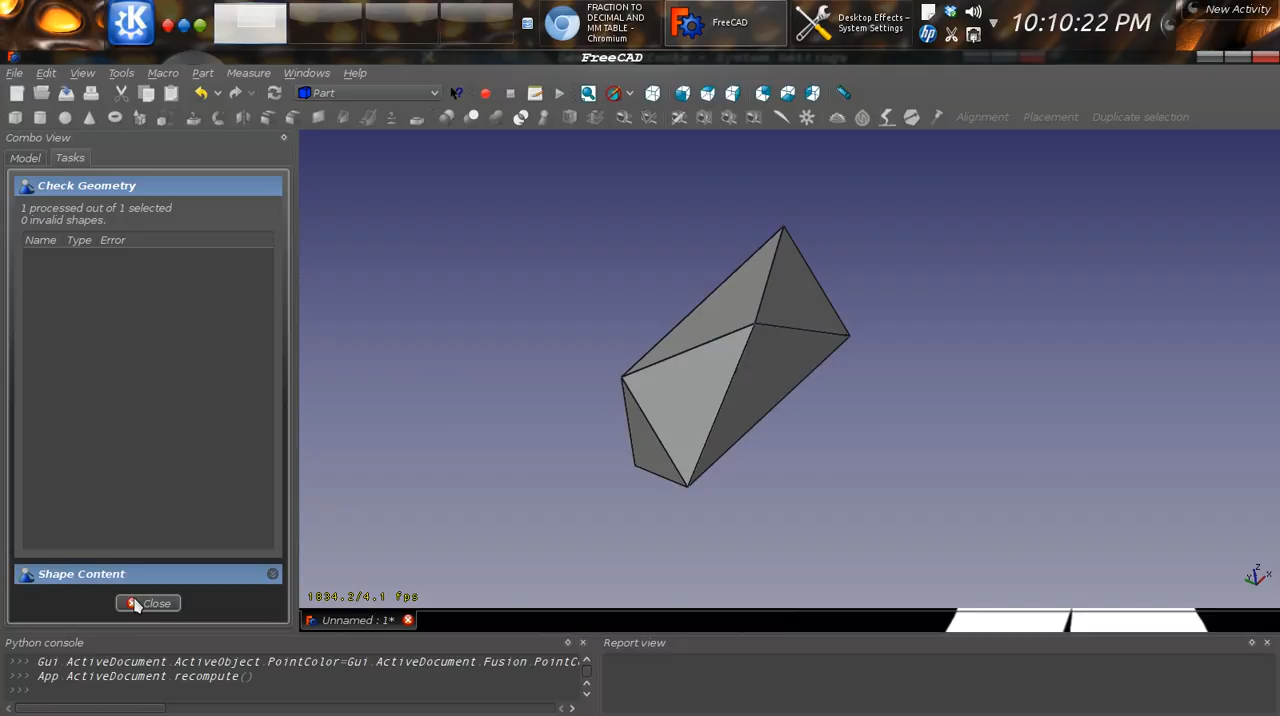 FRACTION TO
DECIMAL AND
MM TABLE -
Chromium
FreeCAD
Desktop Effects –
System Settings
10:10:22 PM
New Activity
FreeCAD
File Edit View Tools Macro Part Measure Windows Help
Part
Alignment Placement Duplicate selection
Combo View
Model Tasks
Check Geometry
1 processed out of 1 selected
0 invalid shapes.
Name Type Error
Shape Content
Close
1834.2/4.1 fps
Unnamed : 1*
Python console
>>> Gui.ActiveDocument.ActiveObject.PointColor=Gui.ActiveDocument.Fusion.PointCo
>>> App.ActiveDocument.recompute()
>>>
Report view